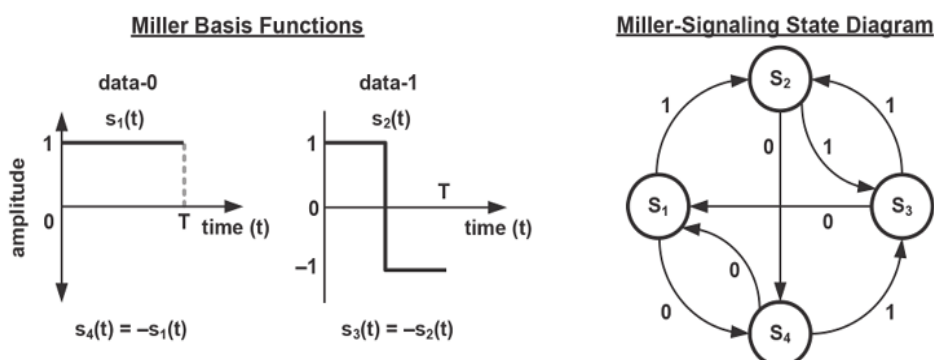 Miller Basis Functions
data-0
data-1
s₁(t)
s₂(t)
amplitude
1
0
T
time (t)
1
0
–1
T
time (t)
s₄(t) = –s₁(t)
s₃(t) = –s₂(t)
Miller-Signaling State Diagram
S₂
1
1
0
1
S₁
S₃
0
0
0
1
S₄